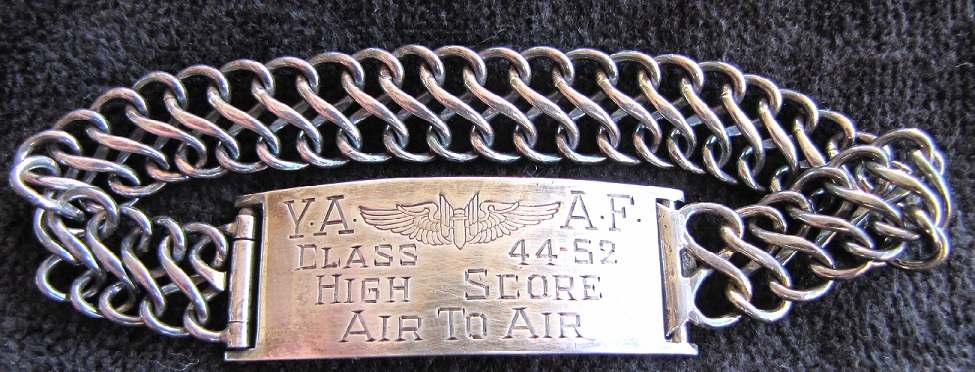 Y.A. A.F.
CLASS 44-52
HIGH SCORE
AIR TO AIR